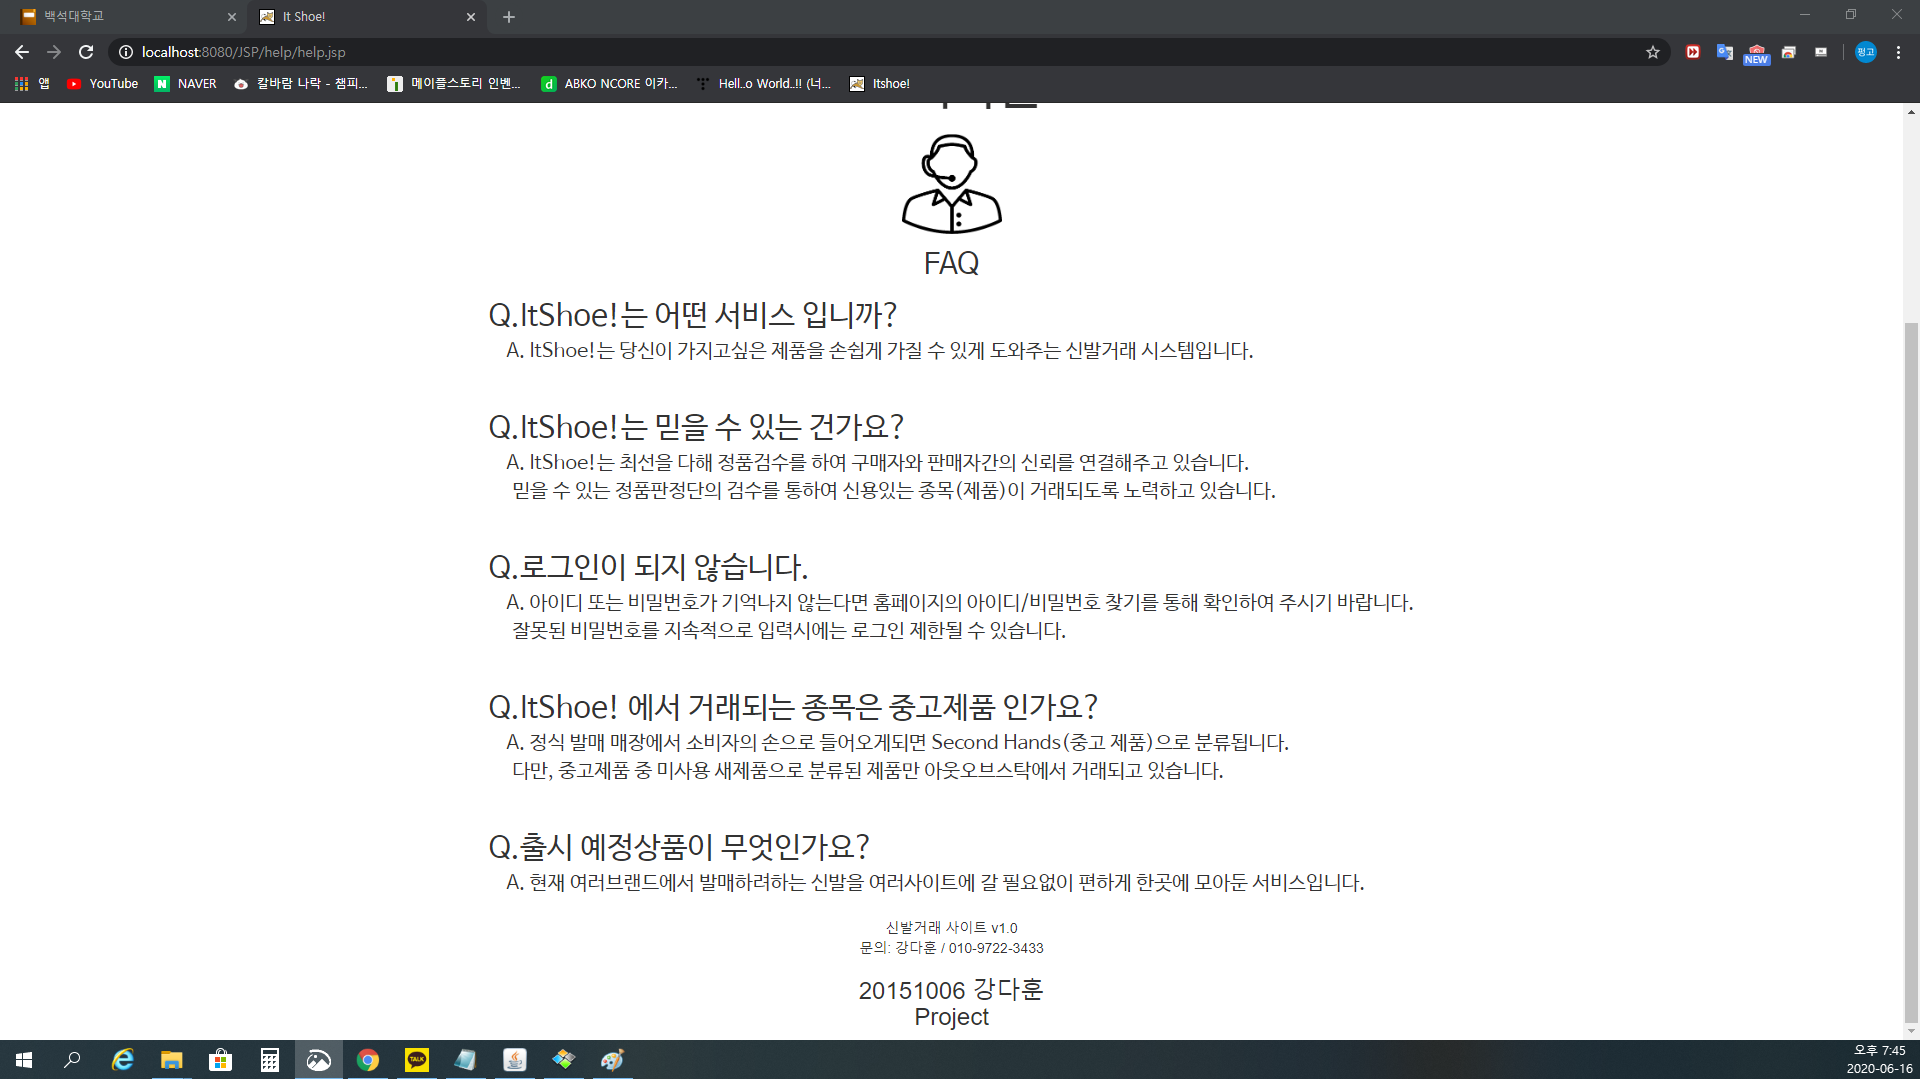 백석대학교
It Shoe!
localhost:8080/JSP/help/help.jsp
NEW
펑고
앱
YouTube
NAVER
칼바람 나락 - 챔피...
메이플스토리 인벤...
ABKO NCORE 이카...
Hell..o World..!! (너...
Itshoe!
FAQ
Q.ItShoe!는 어떤 서비스 입니까?
A. ItShoe!는 당신이 가지고싶은 제품을 손쉽게 가질 수 있게 도와주는 신발거래 시스템입니다.
Q.ItShoe!는 믿을 수 있는 건가요?
A. ItShoe!는 최선을 다해 정품검수를 하여 구매자와 판매자간의 신뢰를 연결해주고 있습니다.
믿을 수 있는 정품판정단의 검수를 통하여 신용있는 종목(제품)이 거래되도록 노력하고 있습니다.
Q.로그인이 되지 않습니다.
A. 아이디 또는 비밀번호가 기억나지 않는다면 홈페이지의 아이디/비밀번호 찾기를 통해 확인하여 주시기 바랍니다.
잘못된 비밀번호를 지속적으로 입력시에는 로그인 제한될 수 있습니다.
Q.ItShoe! 에서 거래되는 종목은 중고제품 인가요?
A. 정식 발매 매장에서 소비자의 손으로 들어오게되면 Second Hands(중고 제품)으로 분류됩니다.
다만, 중고제품 중 미사용 새제품으로 분류된 제품만 아웃오브스탁에서 거래되고 있습니다.
Q.출시 예정상품이 무엇인가요?
A. 현재 여러브랜드에서 발매하려하는 신발을 여러사이트에 갈 필요없이 편하게 한곳에 모아둔 서비스입니다.
신발거래 사이트 v1.0
문의: 강다훈 / 010-9722-3433
20151006 강다훈
Project
TALK
오후 7:45
2020-06-16